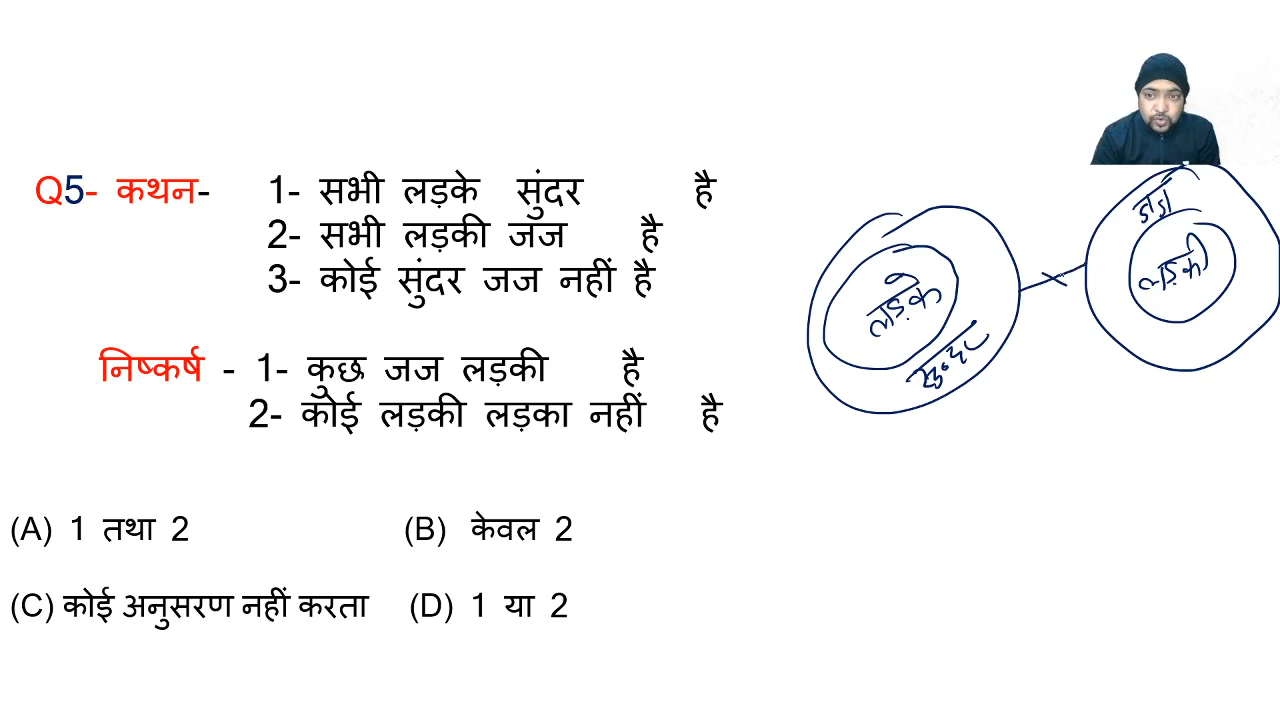 Q5- कथन- 1- सभी लड़के सुंदर है
2- सभी लड़की जज है
3- कोई सुंदर जज नहीं है
निष्कर्ष - 1- कुछ जज लड़की है
2- कोई लड़की लड़का नहीं है
(A) 1 तथा 2 (B) केवल 2
(C) कोई अनुसरण नहीं करता (D) 1 या 2
जज
लड़की
लड़के
सुन्दर